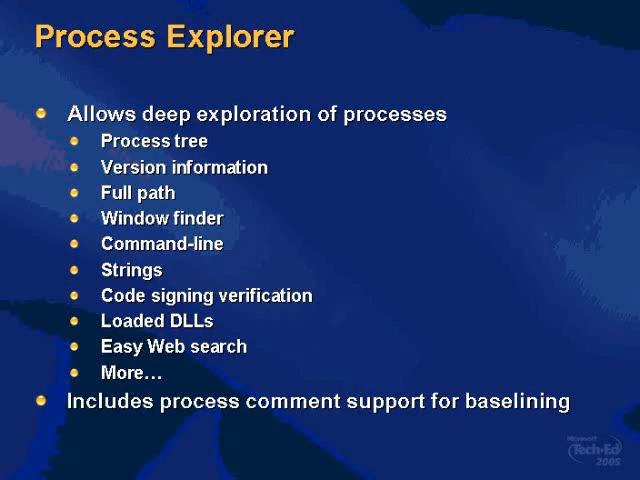 Process Explorer
Allows deep exploration of processes
Process tree
Version information
Full path
Window finder
Command-line
Strings
Code signing verification
Loaded DLLs
Easy Web search
More…
Includes process comment support for baselining
Microsoft
Tech·Ed
2005